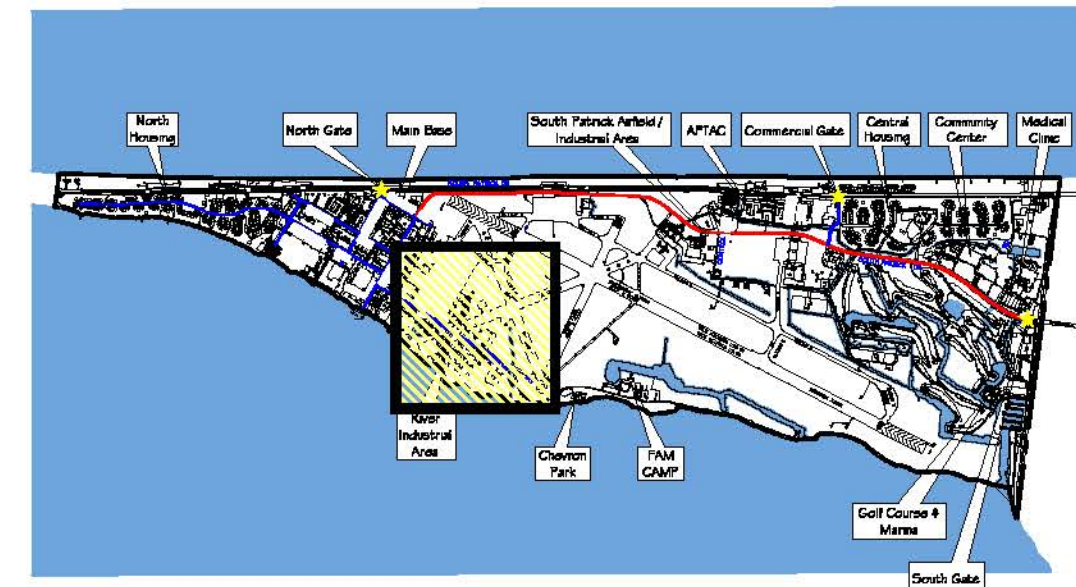 North
Housing
North Gate
Main Base
South Patrick Airfield /
Industrial Area
AFTAC
Commercial Gate
Central
Housing
Community
Center
Medical
Clinic
River
Industrial
Area
Chevron
Park
FAM
CAMP
Golf Course &
Marina
South Gate